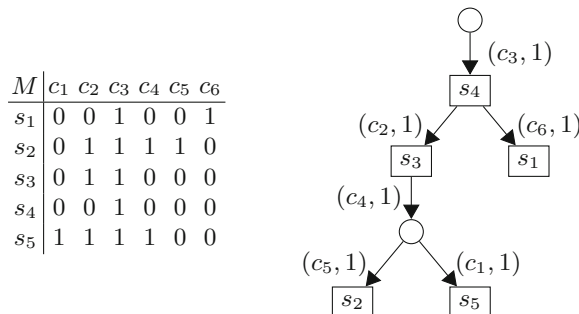 M c₁ c₂ c₃ c₄ c₅ c₆
s₁ 0 0 1 0 0 1
s₂ 0 1 1 1 1 0
s₃ 0 1 1 0 0 0
s₄ 0 0 1 0 0 0
s₅ 1 1 1 1 0 0
(c₃, 1)
s₄
(c₂, 1) (c₆, 1)
s₃ s₁
(c₄, 1)
(c₅, 1) (c₁, 1)
s₂ s₅